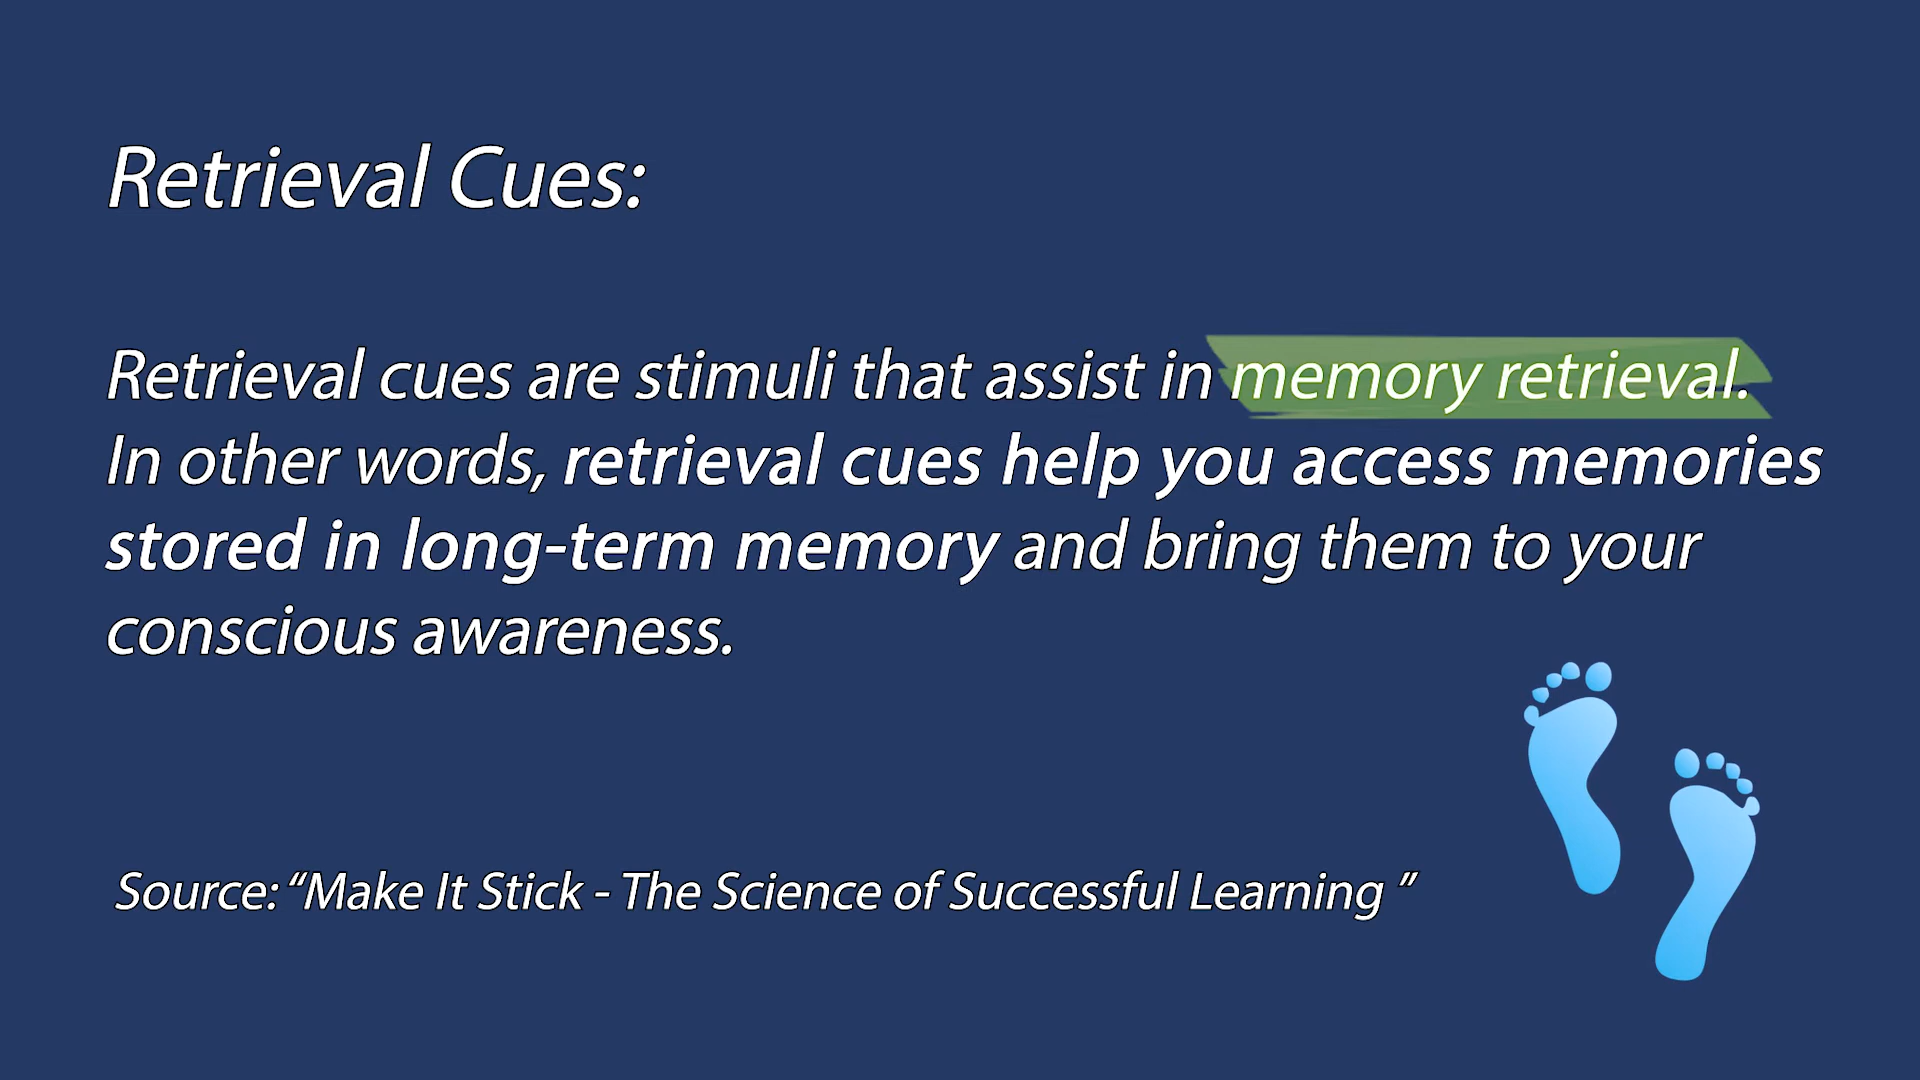 Retrieval Cues:
Retrieval cues are stimuli that assist in memory retrieval.
In other words, retrieval cues help you access memories
stored in long-term memory and bring them to your
conscious awareness.
Source: “Make It Stick - The Science of Successful Learning ”